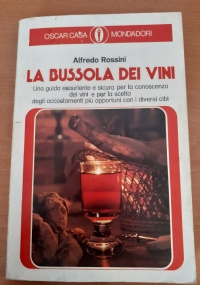 OSCAR CASA MONDADORI
Alfredo Rossini
LA BUSSOLA DEI VINI
Una guida esauriente e sicura per la conoscenza
dei vini e per la scelta
degli accostamenti più opportuni con i diversi cibi